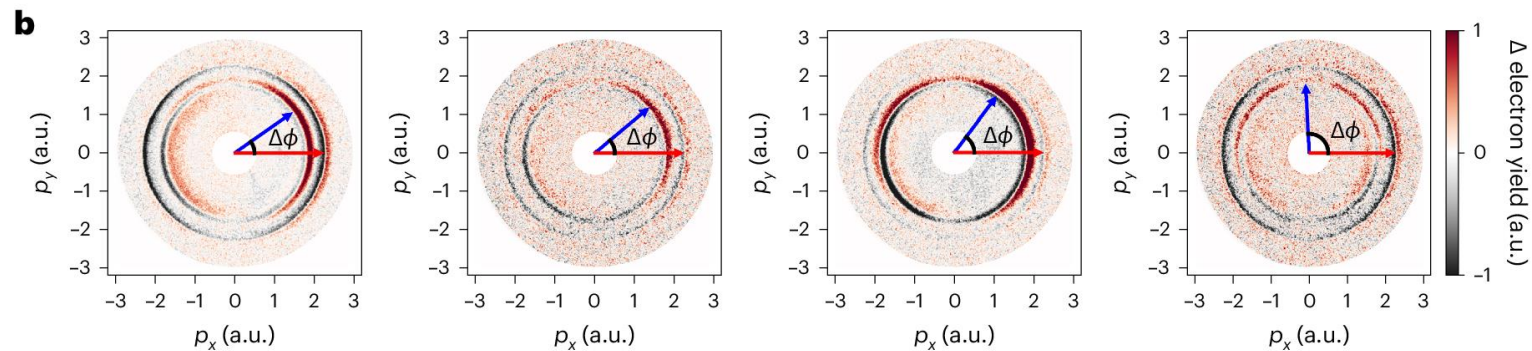 b
3
2
1
0
–1
–2
–3
p_y (a.u.)
Δϕ
–3 –2 –1 0 1 2 3
p_x (a.u.)
3
2
1
0
–1
–2
–3
p_y (a.u.)
Δϕ
–3 –2 –1 0 1 2 3
p_x (a.u.)
3
2
1
0
–1
–2
–3
p_y (a.u.)
Δϕ
–3 –2 –1 0 1 2 3
p_x (a.u.)
3
2
1
0
–1
–2
–3
p_y (a.u.)
Δϕ
–3 –2 –1 0 1 2 3
p_x (a.u.)
1
0
–1
Δ electron yield (a.u.)